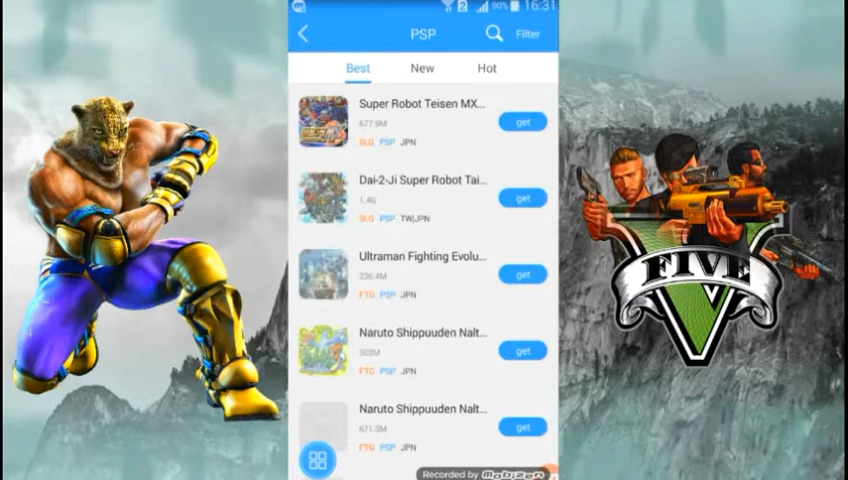 2 90% 16:31
PSP
Filter
Best New Hot
Super Robot Teisen MX...
677.9M
get
SLG PSP JPN
Dai-2-Ji Super Robot Tai...
1.4G
get
SLG PSP TW|JPN
Ultraman Fighting Evolu...
236.4M
get
FTG PSP JPN
Naruto Shippuuden Nalt...
503M
get
FTG PSP JPN
Naruto Shippuuden Nalt...
671.3M
get
FTG PSP JPN
Recorded by Mobizen
FIVE